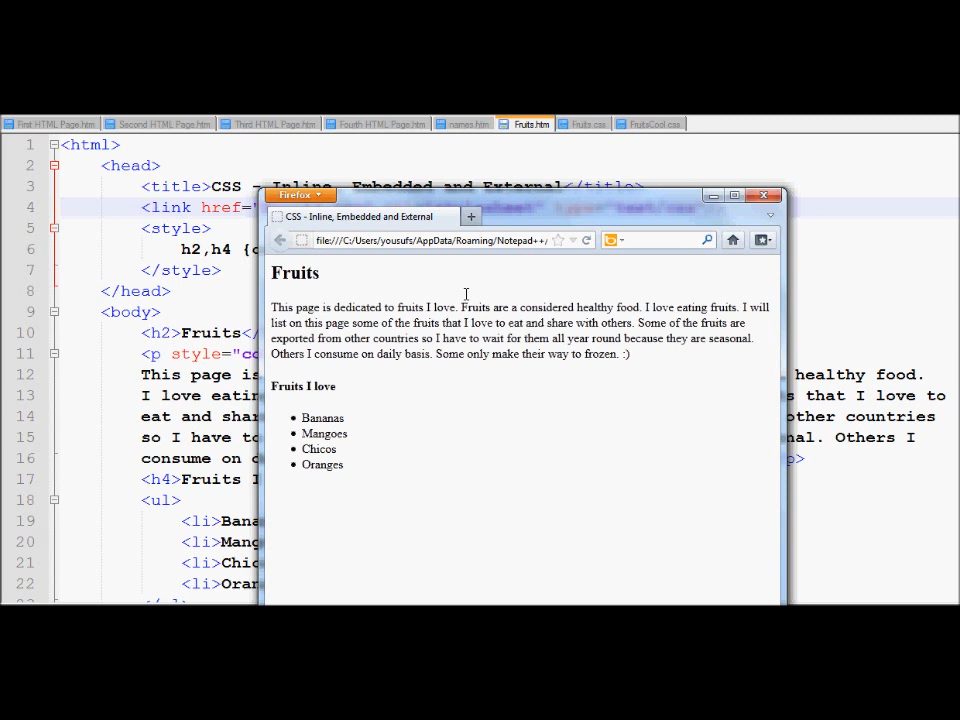 First HTML Page.htm Second HTML Page.htm Third HTML Page.htm Fourth HTML Page.htm names.htm Fruits.htm Fruits.css FruitsCool.css
1 <html>
2 <head>
3 <title>CSS - Inline, Embedded and External</title>
4 <link href="
5 <style>
6 h2,h4 {c
7 </style>
8 </head>
9 <body>
10 <h2>Fruits</
11 <p style="co
12 This page is healthy food.
13 I love eatin s that I love to
14 eat and shar other countries
15 so I have to nal. Others I
16 consume on p>
17 <h4>Fruits I
18 <ul>
19 <li>Bana
20 <li>Mang
21 <li>Chic
22 <li>Oran
Firefox
CSS - Inline, Embedded and External
file:///C:/Users/yousufs/AppData/Roaming/Notepad++/
Fruits
This page is dedicated to fruits I love. Fruits are a considered healthy food. I love eating fruits. I will
list on this page some of the fruits that I love to eat and share with others. Some of the fruits are
exported from other countries so I have to wait for them all year round because they are seasonal.
Others I consume on daily basis. Some only make their way to frozen. :)
Fruits I love
• Bananas
• Mangoes
• Chicos
• Oranges